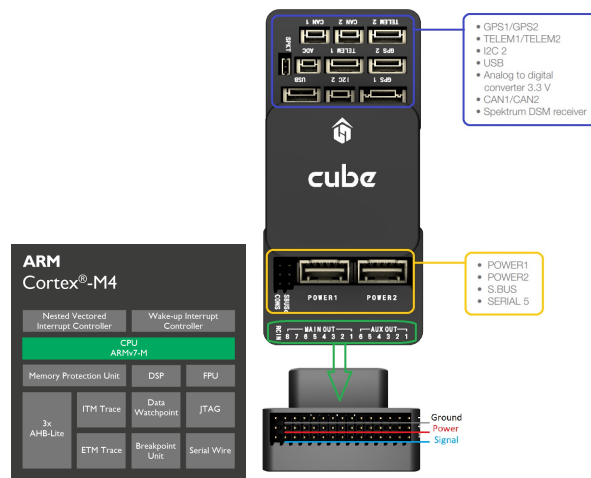 CAN 1
CAN 2
TELEM 2
SPKT
ADC
TELEM 1
GPS 2
USB
I2C 2
GPS 1
• GPS1/GPS2
• TELEM1/TELEM2
• I2C 2
• USB
• Analog to digital
converter 3.3 V
• CAN1/CAN2
• Spektrum DSM receiver
cube
CONS
SBUSo
POWER1
POWER2
• POWER1
• POWER2
• S.BUS
• SERIAL 5
RC IN
MAIN OUT
AUX OUT
8 7 6 5 4 3 2 1 6 5 4 3 2 1
Ground
Power
Signal
ARM
Cortex®-M4
Nested Vectored
Interrupt Controller
Wake-up Interrupt
Controller
CPU
ARMv7-M
Memory Protection Unit
DSP
FPU
3x
AHB-Lite
ITM Trace
Data
Watchpoint
JTAG
ETM Trace
Breakpoint
Unit
Serial Wire